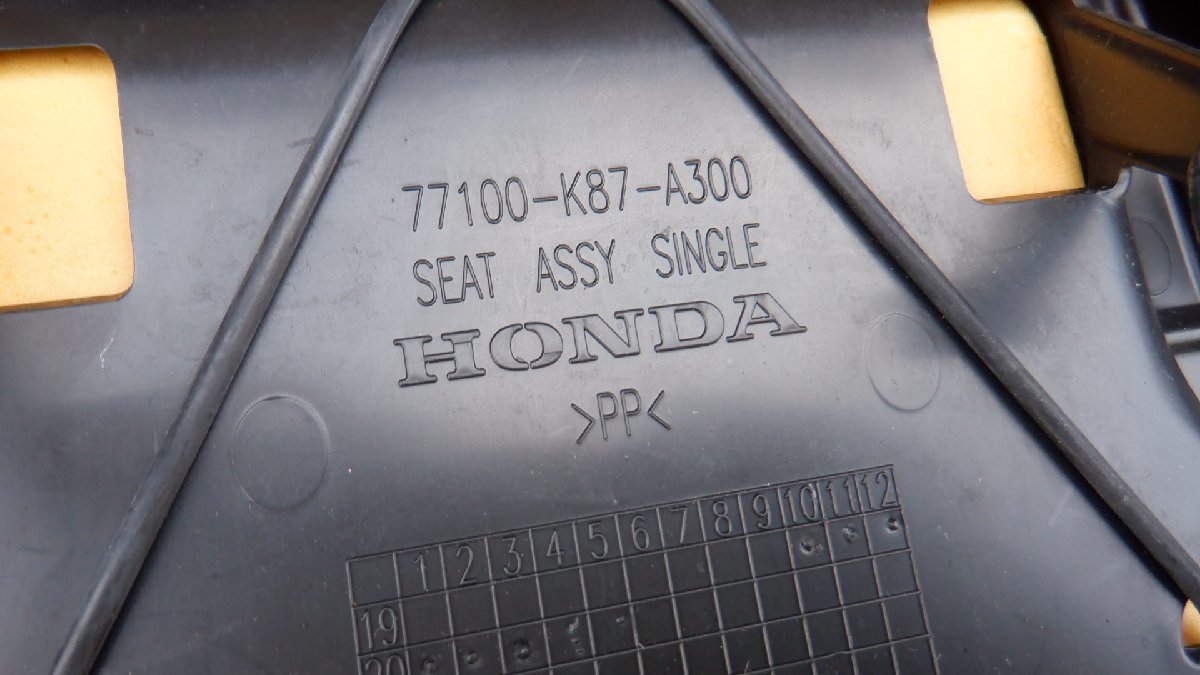 77100-K87-A300
SEAT ASSY SINGLE
HONDA
>PP<
1 2 3 4 5 6 7 8 9 10 11 12
19
20